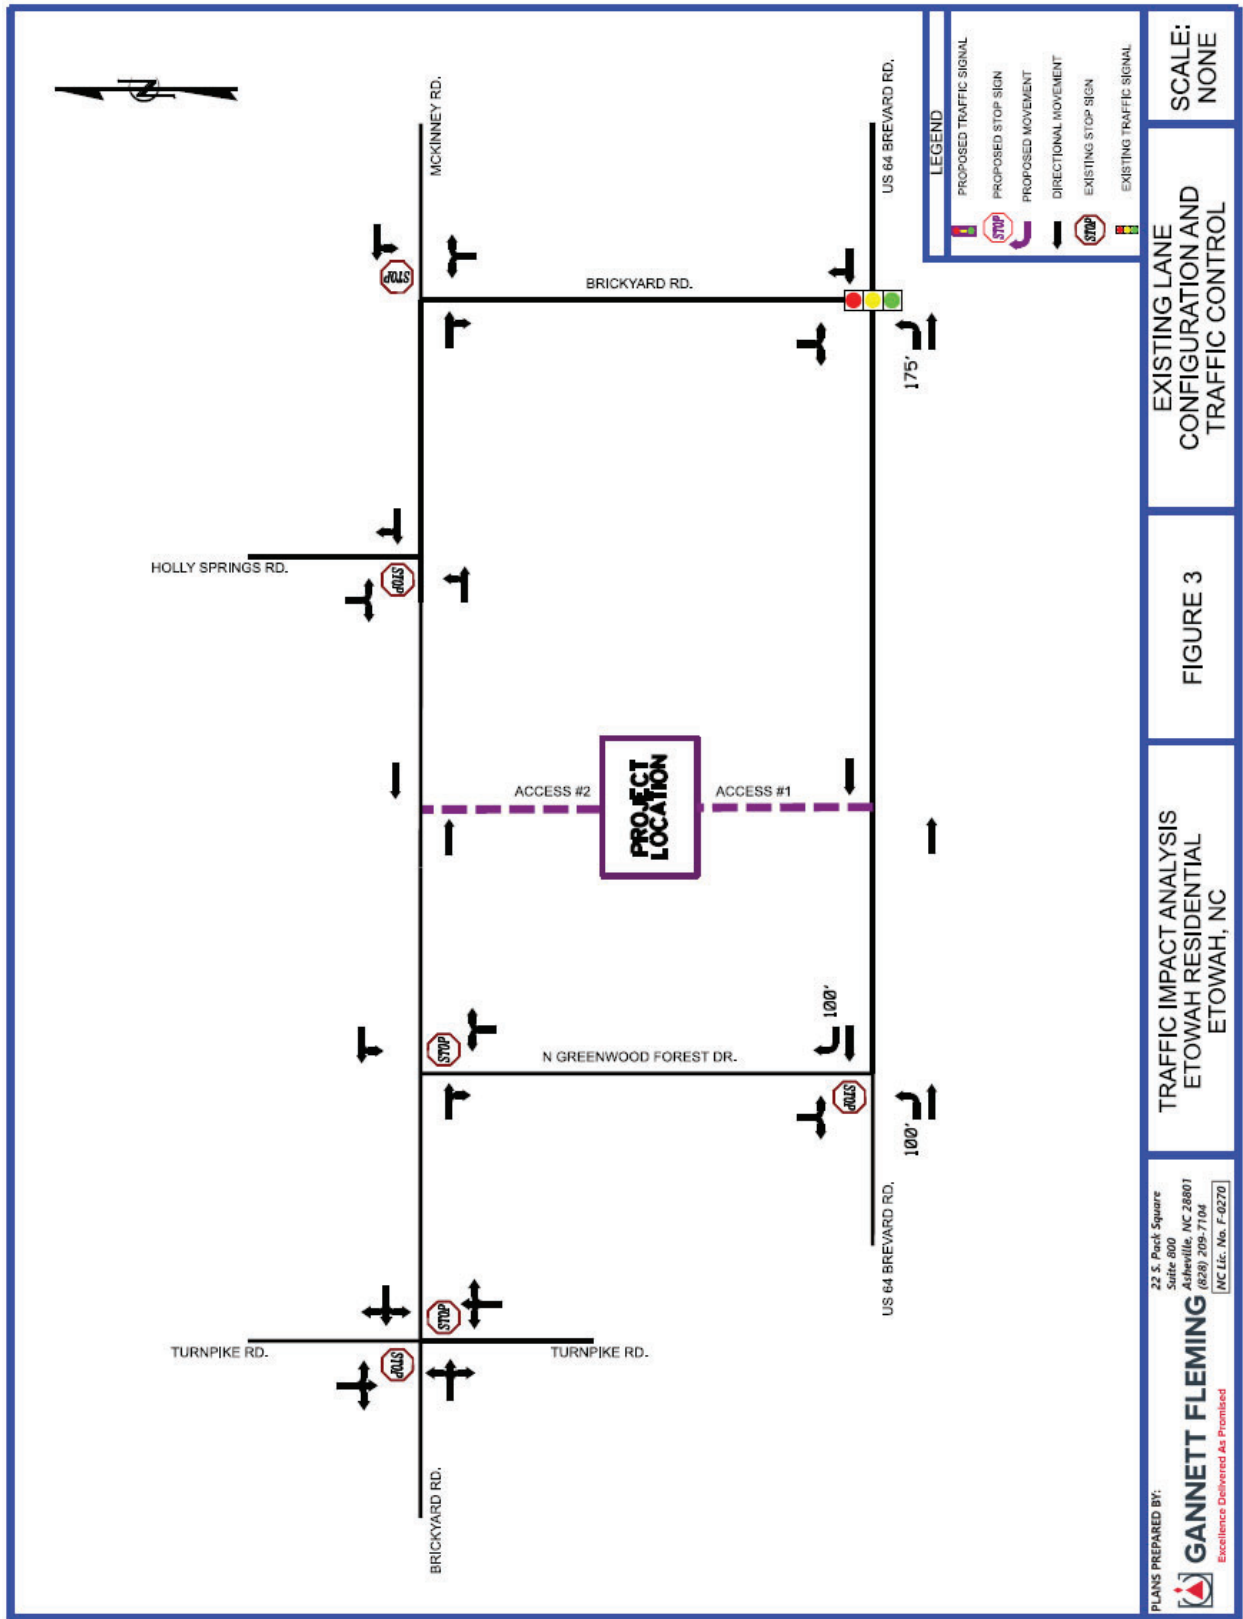 N
MCKINNEY RD.
STOP
BRICKYARD RD.
US 64 BREVARD RD.
175'
HOLLY SPRINGS RD.
STOP
ACCESS #2
PROJECT
LOCATION
ACCESS #1
STOP
N GREENWOOD FOREST DR.
100'
STOP
100'
US 64 BREVARD RD.
TURNPIKE RD.
STOP
STOP
TURNPIKE RD.
BRICKYARD RD.
LEGEND
PROPOSED TRAFFIC SIGNAL
STOP
PROPOSED STOP SIGN
PROPOSED MOVEMENT
DIRECTIONAL MOVEMENT
STOP
EXISTING STOP SIGN
EXISTING TRAFFIC SIGNAL
PLANS PREPARED BY:
GANNETT FLEMING
Excellence Delivered As Promised
22 S. Pack Square
Suite 800
Asheville, NC 28801
(828) 209-7104
NC Lic. No. F-0270
TRAFFIC IMPACT ANALYSIS
ETOWAH RESIDENTIAL
ETOWAH, NC
FIGURE 3
EXISTING LANE
CONFIGURATION AND
TRAFFIC CONTROL
SCALE:
NONE